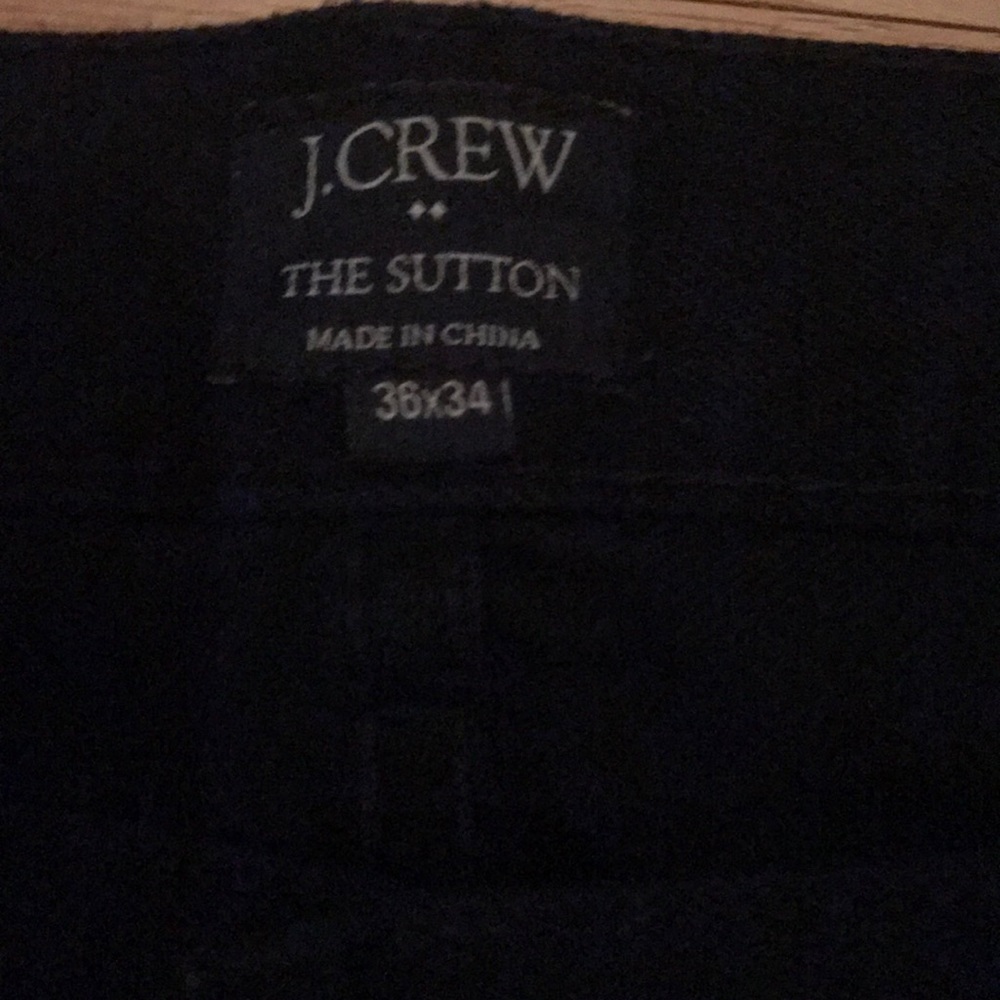 J.CREW
THE SUTTON
MADE IN CHINA
36x34